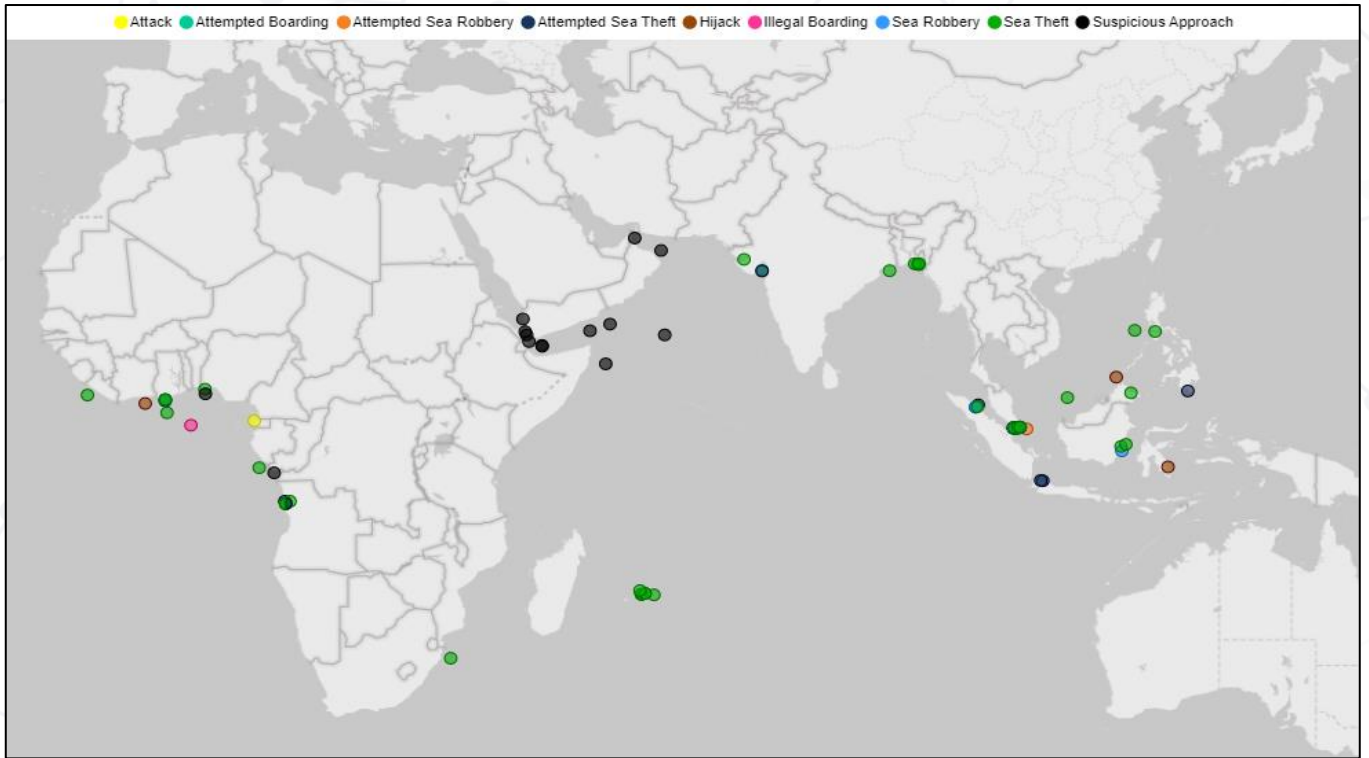 Attack Attempted Boarding Attempted Sea Robbery Attempted Sea Theft Hijack Illegal Boarding Sea Robbery Sea Theft Suspicious Approach